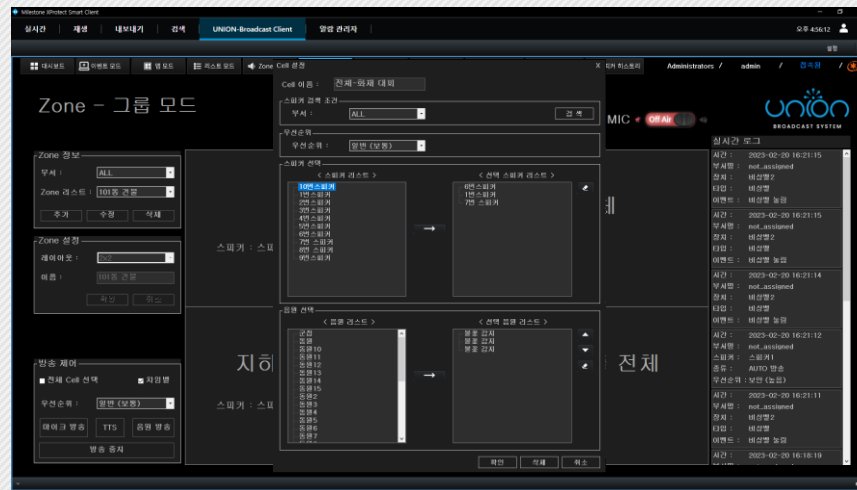 Milestone XProtect Smart Client
실시간 재생 내보내기 검색 UNION-Broadcast Client 알람 관리자
오후 4:56:12
설정
대시보드 이벤트 모드 맵 모드 리스트 모드 Zone
Administrators / admin / 접속됨 /
Zone - 그룹 모드
MIC Off Air
UNION
BROADCAST SYSTEM
Zone 정보
부서 : ALL
Zone 리스트 : 101동 건물
추가 수정 삭제
Zone 설정
레이아웃 : 2x2
이름 : 101동 건물
확인 취소
방송 제어
전체 Cell 선택 차임벨
우선순위 : 일반 (보통)
마이크 방송 TTS 음원 방송
방송 중지
스피커 : 스피
지하
스피커 : 스피
전체
Cell 설정 X
Cell 이름 : 전체-화재 대회
스피커 검색 조건
부서 : ALL 검 색
우선순위
우선순위 : 일반 (보통)
스피커 선택
< 스피커 리스트 >
10번스피커
1번스피커
2번스피커
3번스피커
4번스피커
5번스피커
6번스피커
7번 스피커
8번 스피커
9번스피커
< 선택 스피커 리스트 >
6번스피커
1번스피커
7번 스피커
음원 선택
< 음원 리스트 >
군집
동원
동원10
동원11
동원12
동원13
동원14
동원15
동원2
동원3
동원4
동원5
동원6
동원7
< 선택 음원 리스트 >
불꽃 감지
불꽃 감지
불꽃 감지
확인 삭제 취소
실시간 로그
시간 : 2023-02-20 16:21:15
부서명 : not_assigned
장치 : 비상벨2
타입 : 비상벨
이벤트 : 비상벨 눌림
시간 : 2023-02-20 16:21:15
부서명 : not_assigned
장치 : 비상벨2
타입 : 비상벨
이벤트 : 비상벨 눌림
시간 : 2023-02-20 16:21:14
부서명 : not_assigned
장치 : 비상벨2
타입 : 비상벨
이벤트 : 비상벨 눌림
시간 : 2023-02-20 16:21:12
부서명 : not_assigned
스피커 : 스피커1
종류 : AUTO 방송
우선순위 : 보안 (높음)
시간 : 2023-02-20 16:21:11
부서명 : not_assigned
장치 : 비상벨2
타입 : 비상벨
이벤트 : 비상벨 눌림
시간 : 2023-02-20 16:18:19